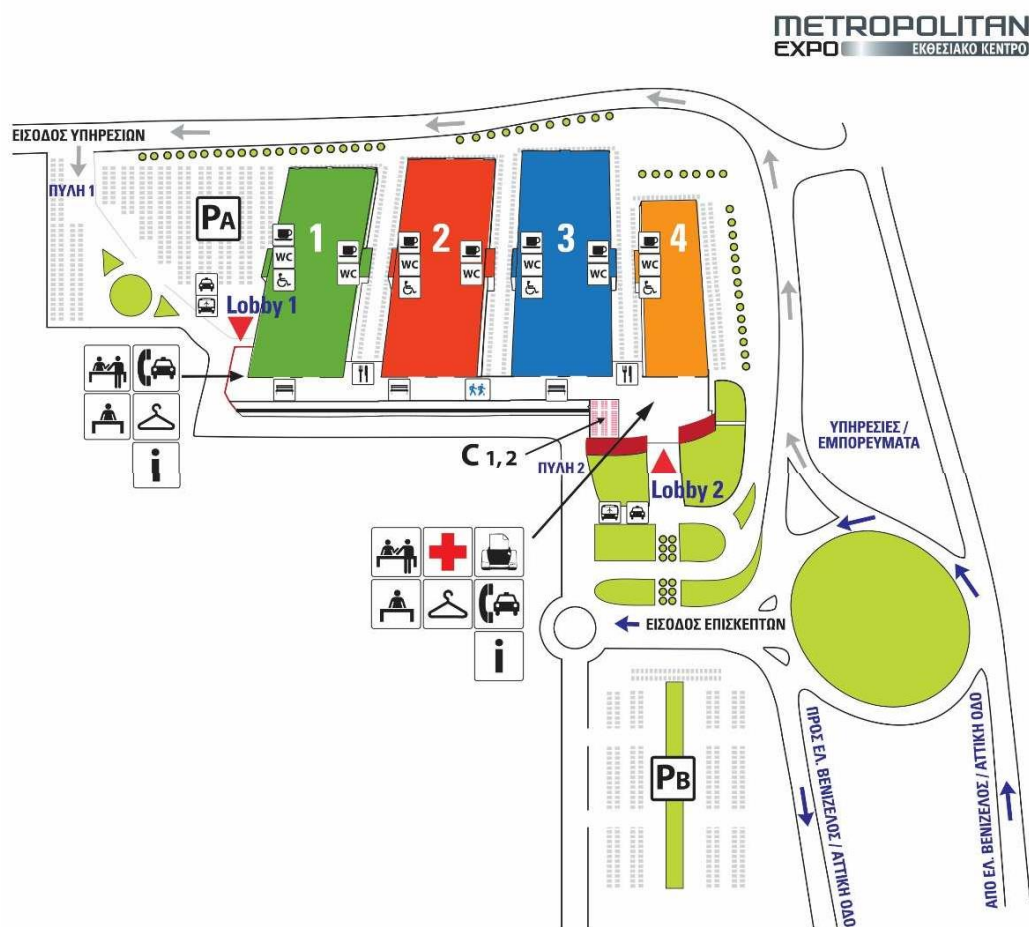 METROPOLITAN
EXPO ΕΚΘΕΣΙΑΚΟ ΚΕΝΤΡΟ
ΕΙΣΟΔΟΣ ΥΠΗΡΕΣΙΩΝ
ΠΥΛΗ 1
PA
1
2
3
4
WC
WC
WC
WC
WC
WC
WC
Lobby 1
i
C 1,2
ΠΥΛΗ 2
Lobby 2
ΥΠΗΡΕΣΙΕΣ /
ΕΜΠΟΡΕΥΜΑΤΑ
i
ΕΙΣΟΔΟΣ ΕΠΙΣΚΕΠΤΩΝ
PB
ΠΡΟΣ ΕΛ. ΒΕΝΙΖΕΛΟΣ / ΑΤΤΙΚΗ ΟΔΟ
ΑΠΟ ΕΛ. ΒΕΝΙΖΕΛΟΣ / ΑΤΤΙΚΗ ΟΔΟ